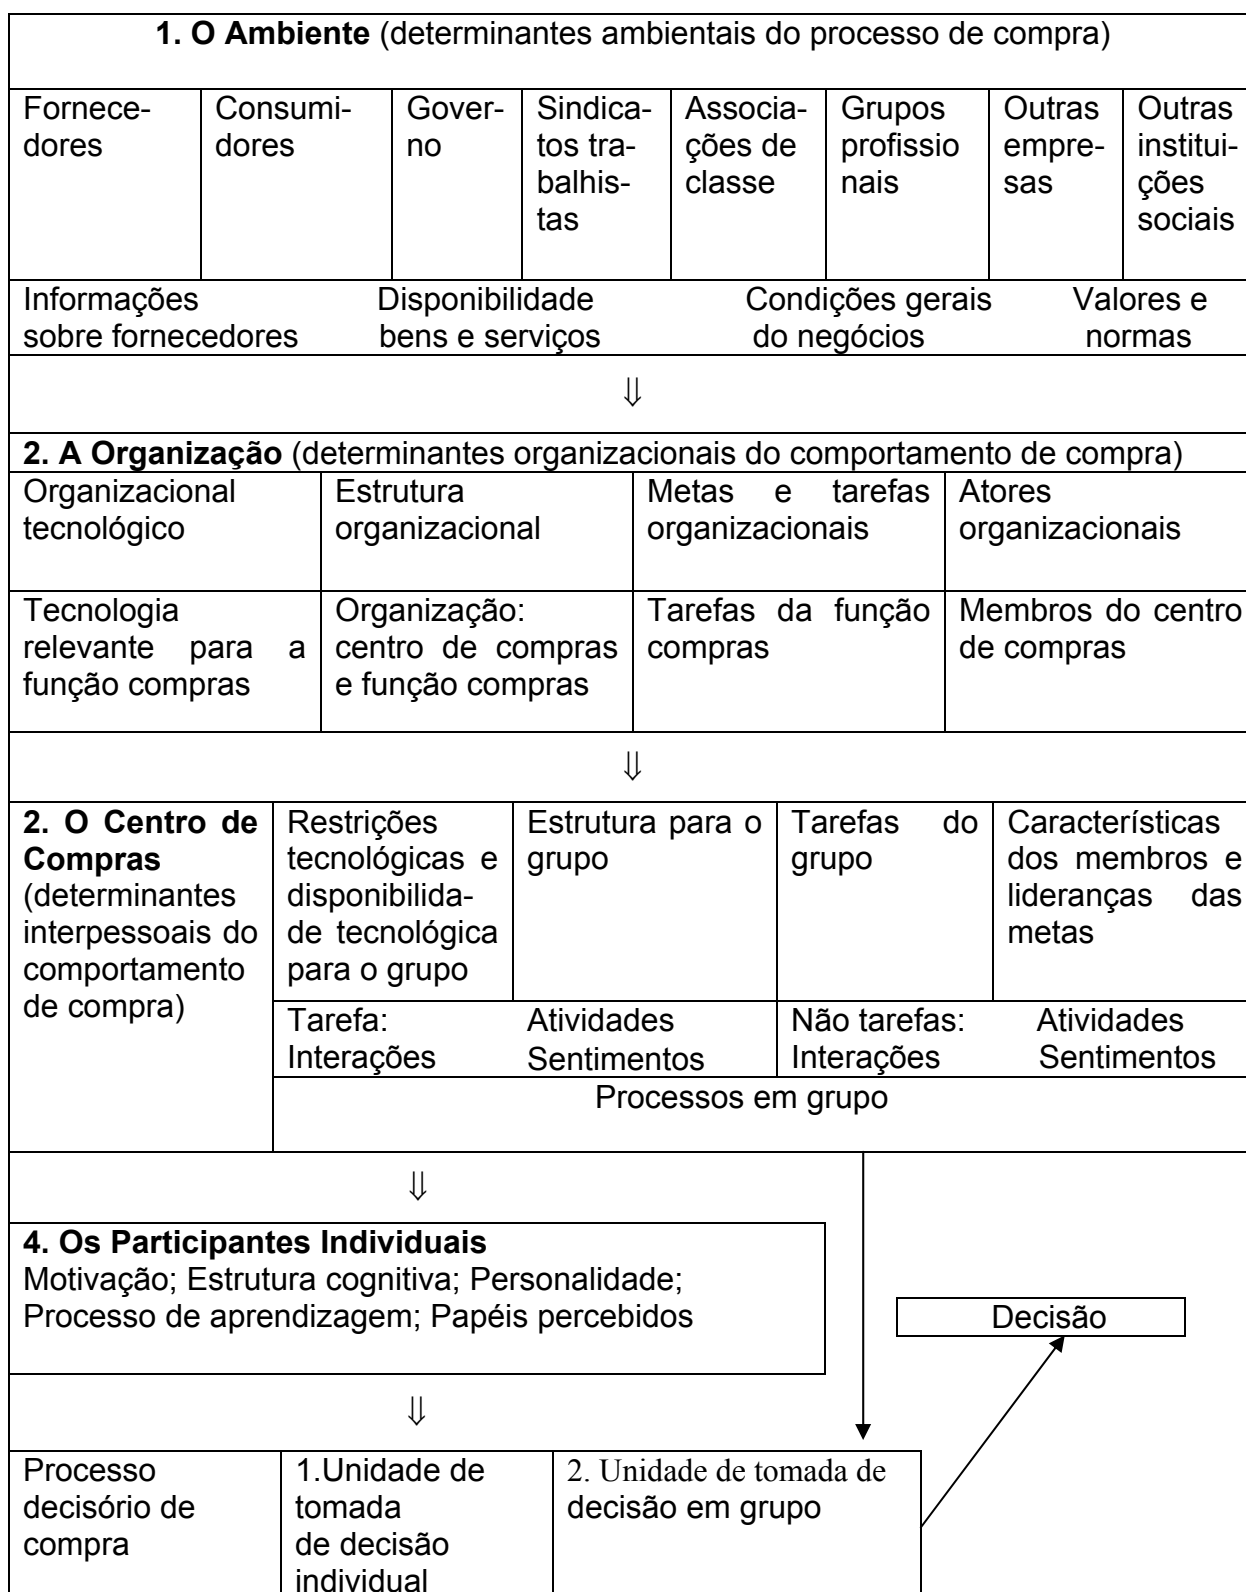 1. O Ambiente (determinantes ambientais do processo de compra)
Fornece-
dores
Consumi-
dores
Gover-
no
Sindica-
tos tra-
balhis-
tas
Associa-
ções de
classe
Grupos
profissio
nais
Outras
empre-
sas
Outras
institui-
ções
sociais
Informações
sobre fornecedores
Disponibilidade
bens e serviços
Condições gerais
do negócios
Valores e
normas
⇓
2. A Organização (determinantes organizacionais do comportamento de compra)
Organizacional
tecnológico
Estrutura
organizacional
Metas e tarefas
organizacionais
Atores
organizacionais
Tecnologia
relevante para a
função compras
Organização:
centro de compras
e função compras
Tarefas da função
compras
Membros do centro
de compras
⇓
2. O Centro de
Compras
(determinantes
interpessoais do
comportamento
de compra)
Restrições
tecnológicas e
disponibilida-
de tecnológica
para o grupo
Estrutura para o
grupo
Tarefas do
grupo
Características
dos membros e
lideranças das
metas
Tarefa: Atividades
Interações Sentimentos
Não tarefas: Atividades
Interações Sentimentos
Processos em grupo
⇓
4. Os Participantes Individuais
Motivação; Estrutura cognitiva; Personalidade;
Processo de aprendizagem; Papéis percebidos
Decisão
⇓
Processo
decisório de
compra
1.Unidade de
tomada
de decisão
individual
2. Unidade de tomada de
decisão em grupo